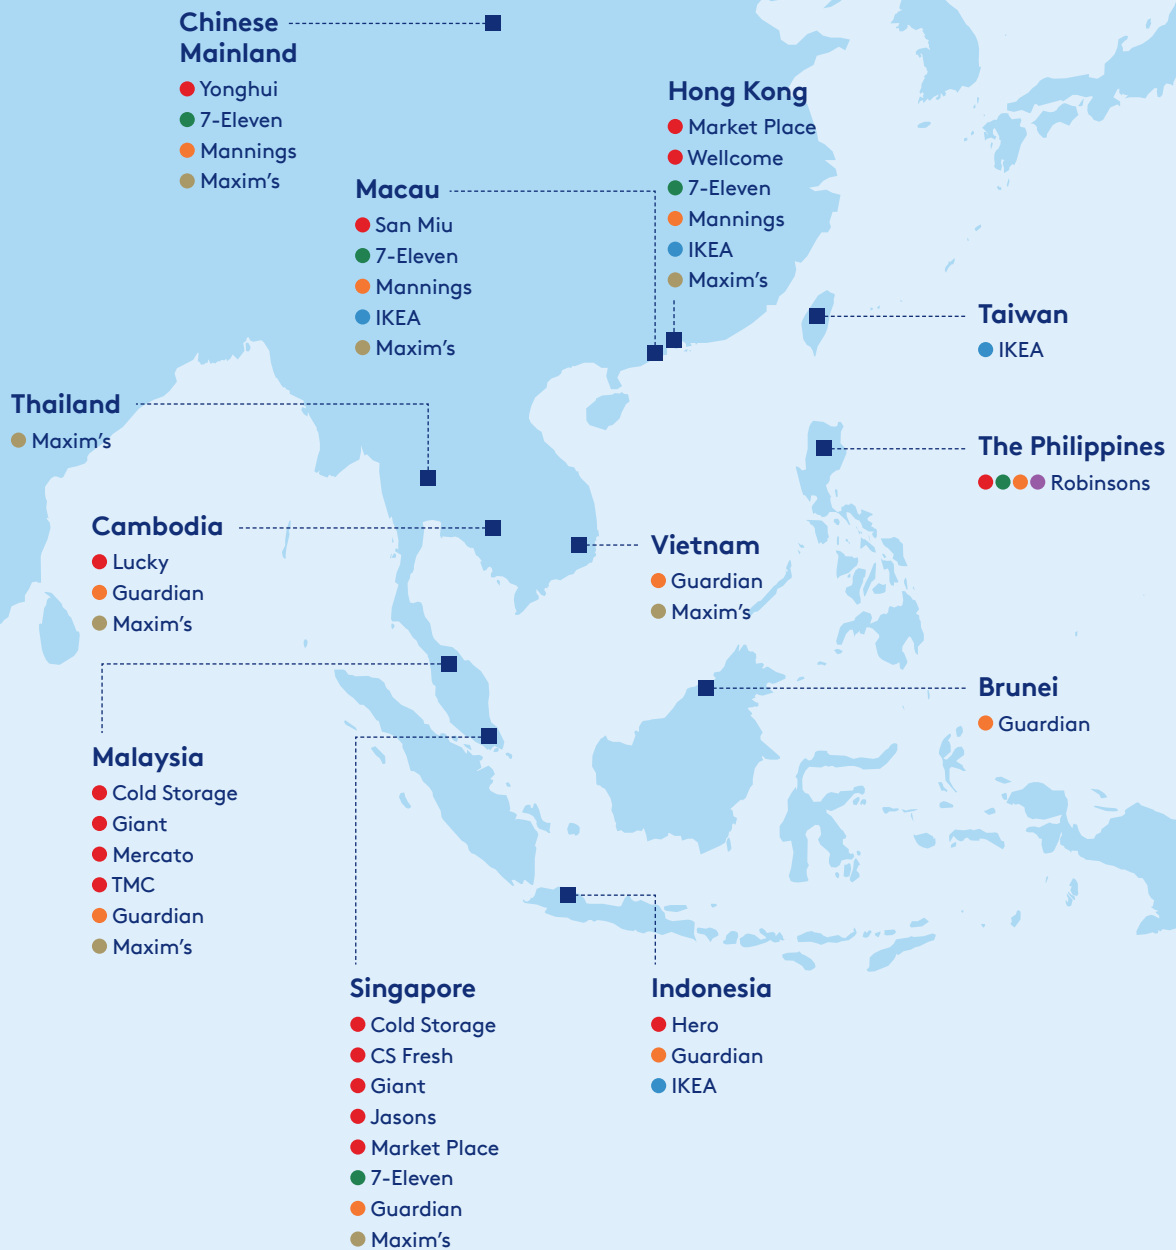 Chinese
Mainland
Yonghui
7-Eleven
Mannings
Maxim's
Hong Kong
Market Place
Wellcome
7-Eleven
Mannings
IKEA
Maxim's
Macau
San Miu
7-Eleven
Mannings
IKEA
Maxim's
Taiwan
IKEA
Thailand
Maxim's
The Philippines
Robinsons
Cambodia
Lucky
Guardian
Maxim's
Vietnam
Guardian
Maxim's
Brunei
Guardian
Malaysia
Cold Storage
Giant
Mercato
TMC
Guardian
Maxim's
Singapore
Cold Storage
CS Fresh
Giant
Jasons
Market Place
7-Eleven
Guardian
Maxim's
Indonesia
Hero
Guardian
IKEA